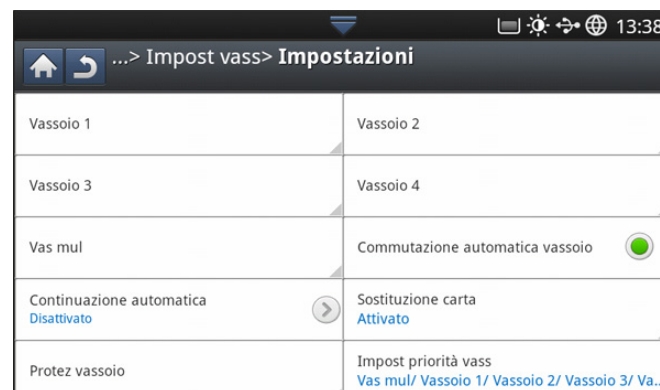 13:38
...> Impost vass> Impostazioni
Vassoio 1
Vassoio 2
Vassoio 3
Vassoio 4
Vas mul
Commutazione automatica vassoio
Continuazione automatica
Disattivato
Sostituzione carta
Attivato
Protez vassoio
Impost priorità vass
Vas mul/ Vassoio 1/ Vassoio 2/ Vassoio 3/ Va...